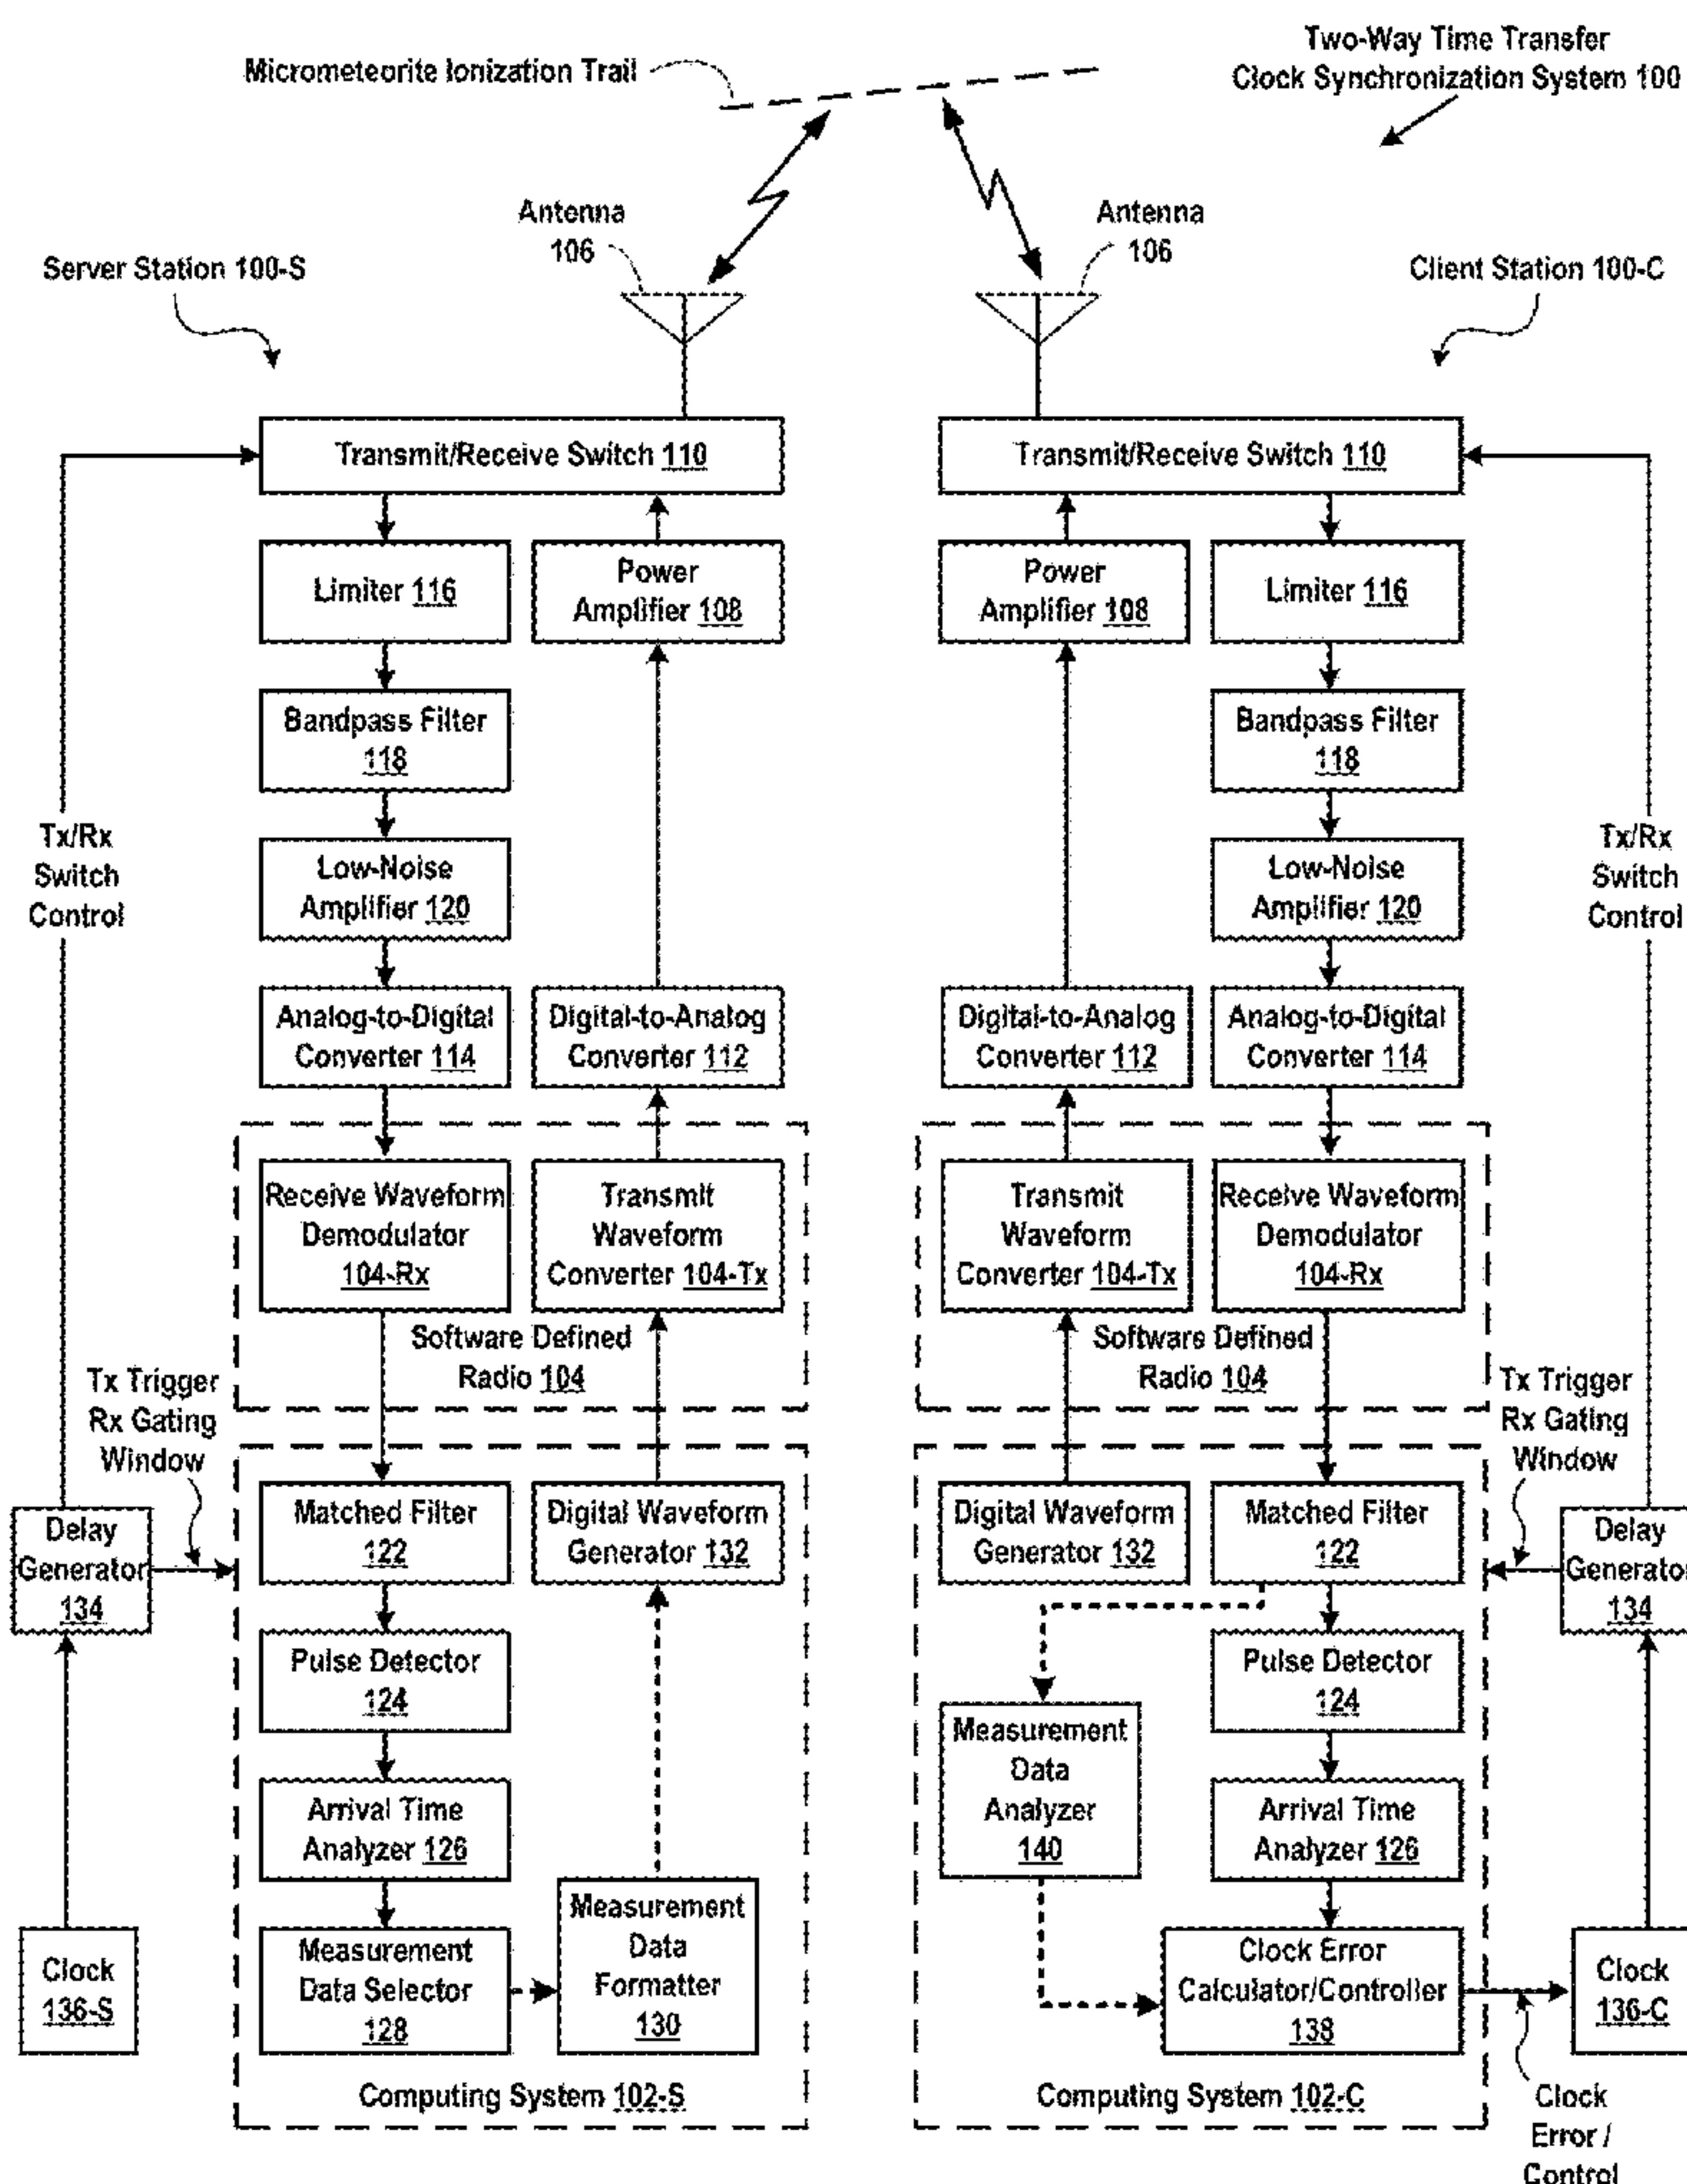 Two-Way Time Transfer
Clock Synchronization System 100
Micrometeorite Ionization Trail
Antenna
106
Antenna
106
Server Station 100-S
Client Station 100-C
Transmit/Receive Switch 110
Limiter 116
Power
Amplifier 108
Bandpass Filter
118
Tx/Rx
Switch
Control
Low-Noise
Amplifier 120
Analog-to-Digital
Converter 114
Digital-to-Analog
Converter 112
Receive Waveform
Demodulator
104-Rx
Transmit
Waveform
Converter 104-Tx
Software Defined
Radio 104
Tx Trigger
Rx Gating
Window
Delay
Generator
134
Matched Filter
122
Digital Waveform
Generator 132
Pulse Detector
124
Arrival Time
Analyzer 126
Measurement
Data Selector
128
Measurement
Data
Formatter
130
Clock
136-S
Computing System 102-S
Transmit/Receive Switch 110
Power
Amplifier 108
Limiter 116
Bandpass Filter
118
Low-Noise
Amplifier 120
Tx/Rx
Switch
Control
Digital-to-Analog
Converter 112
Analog-to-Digital
Converter 114
Transmit
Waveform
Converter 104-Tx
Receive Waveform
Demodulator
104-Rx
Software Defined
Radio 104
Tx Trigger
Rx Gating
Window
Digital Waveform
Generator 132
Matched Filter
122
Delay
Generator
134
Pulse Detector
124
Measurement
Data
Analyzer
140
Arrival Time
Analyzer 126
Clock Error
Calculator/Controller
138
Clock
136-C
Computing System 102-C
Clock
Error /
Control